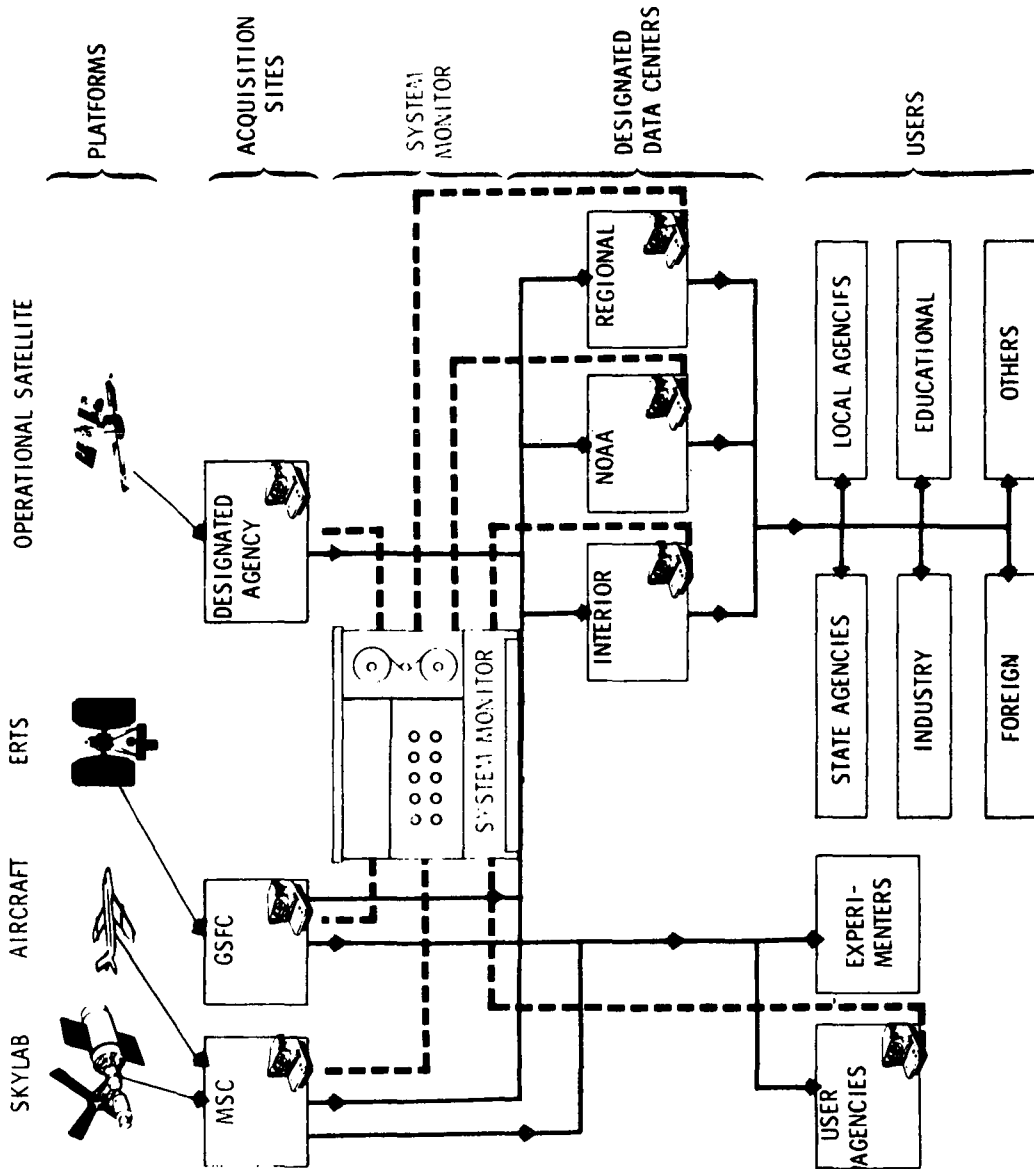 SKYLAB
AIRCRAFT
ERTS
OPERATIONAL SATELLITE
PLATFORMS
MSC
GSFC
DESIGNATED
AGENCY
ACQUISITION
SITES
SYSTEM MONITOR
SYSTEM
MONITOR
INTERIOR
NOAA
REGIONAL
DESIGNATED
DATA CENTERS
USER
AGENCIES
EXPERI-
MENTERS
STATE AGENCIES
LOCAL AGENCIES
INDUSTRY
EDUCATIONAL
FOREIGN
OTHERS
USERS